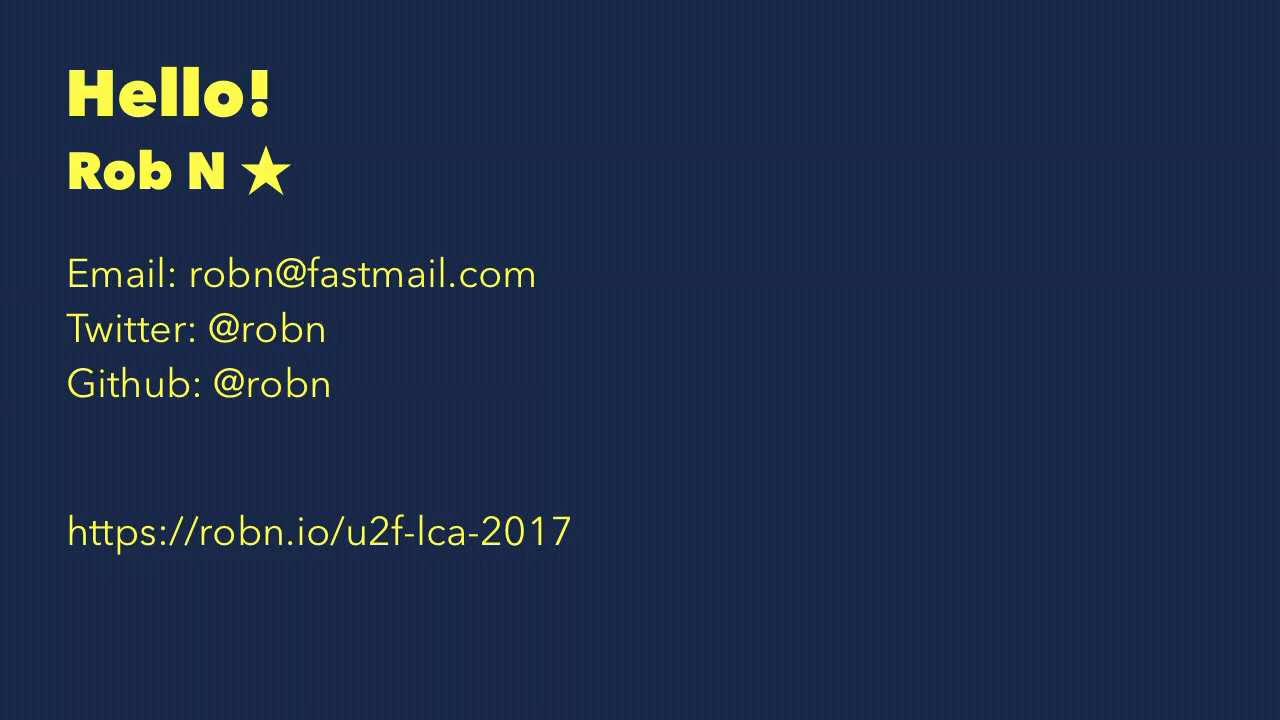 Hello!
Rob N ★
Email: robn@fastmail.com
Twitter: @robn
Github: @robn
https://robn.io/u2f-lca-2017